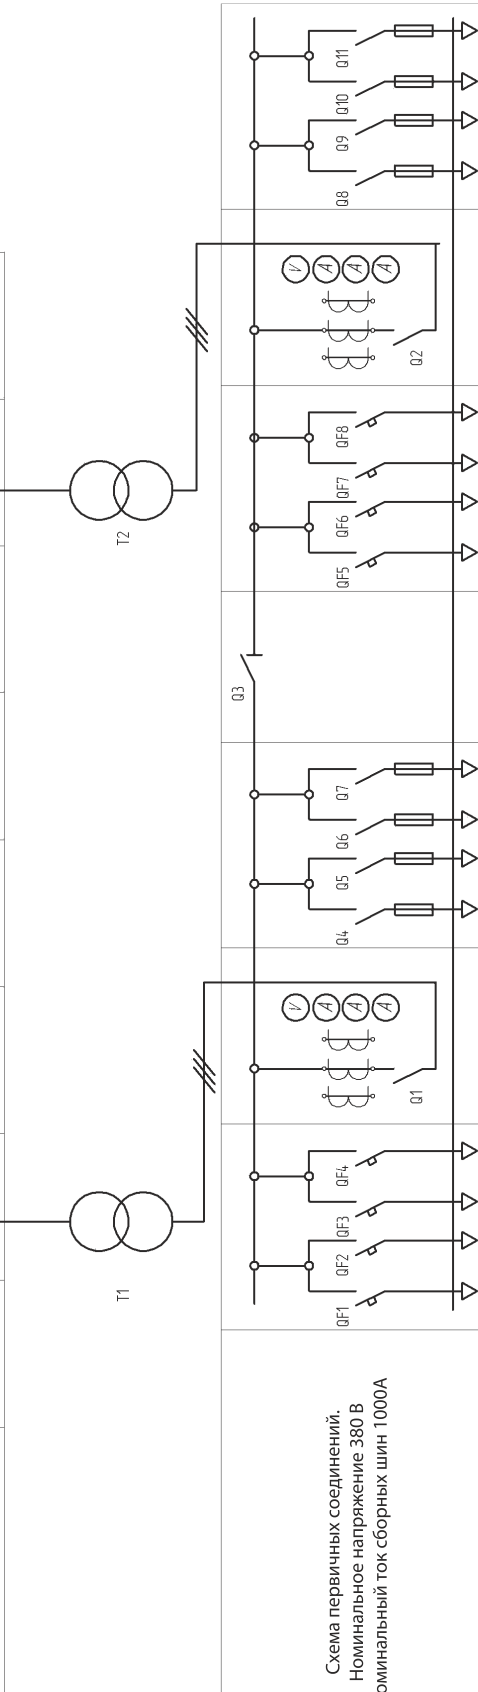 Схема первичных соединений.
Номинальное напряжение 380 В
оминальный ток сборных шин 1000А
T1
T2
QF1
QF2
QF3
QF4
Q1
V
A
A
A
Q4
Q5
Q6
Q7
Q3
QF5
QF6
QF7
QF8
Q2
V
A
A
A
Q8
Q9
Q10
Q11